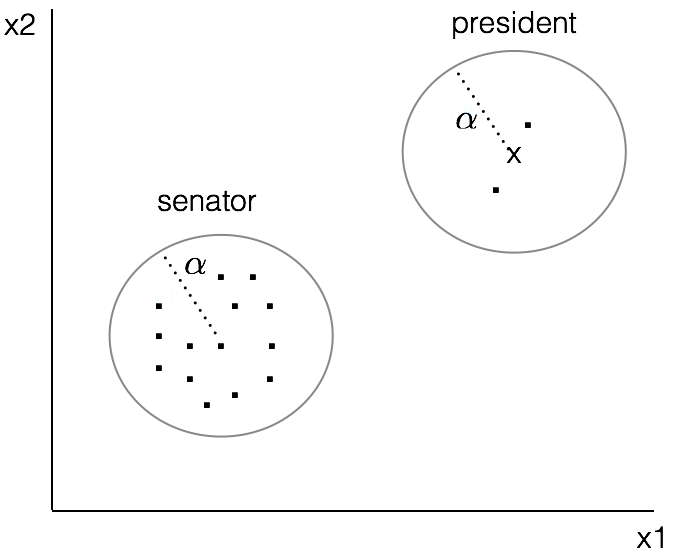 x2
president
α
x
senator
α
x1